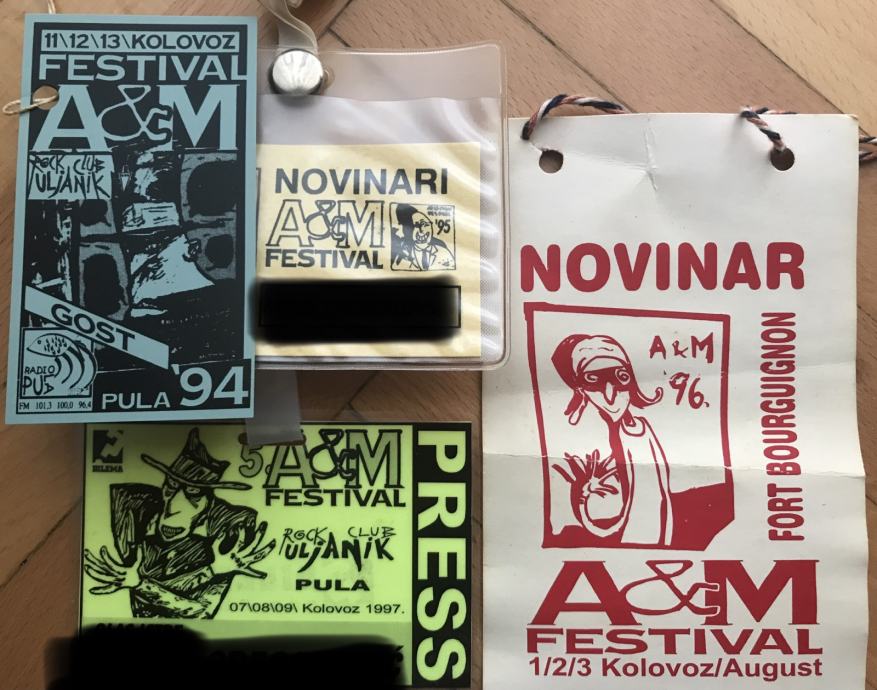 11\12\13\KOLOVOZ
FESTIVAL
A&M
ROCK CLUB
ULJANIK
GOST
RADIO
PULA
FM 101,3 100,0 96,4
PULA '94
NOVINARI
A&M
'95
FESTIVAL
NOVINAR
A&M
'96.
FORT BOURGUIGNON
A&M
FESTIVAL
1/2/3 Kolovoz/August
BILEMA
5. A&M
FESTIVAL
ROCK CLUB
ULJANIK
PULA
07\08\09\ Kolovoz 1997.
PRESS